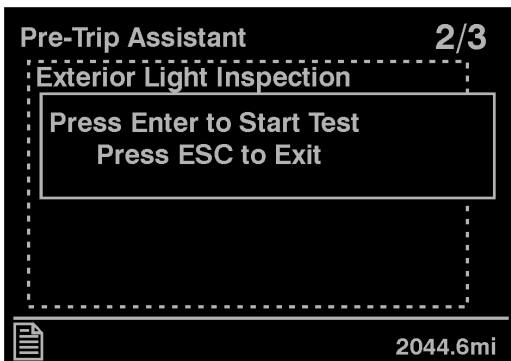 Pre-Trip Assistant 2/3
Exterior Light Inspection
Press Enter to Start Test
Press ESC to Exit
2044.6mi